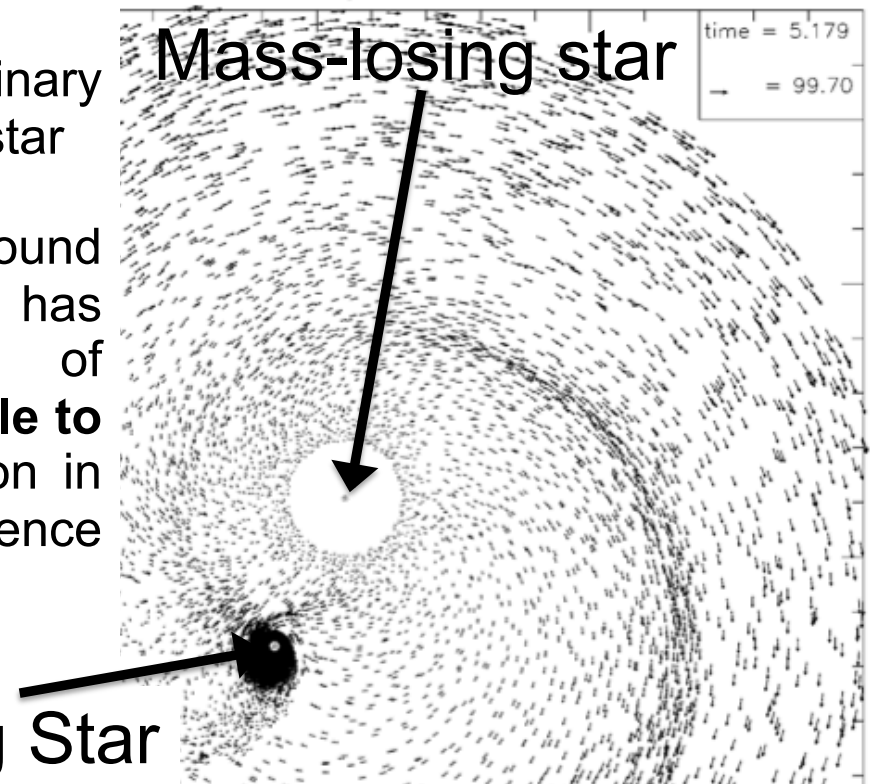 Mass-losing star
time = 5.179
→ = 99.70
inary
star
ound
has
of
le to
on in
ence
g Star